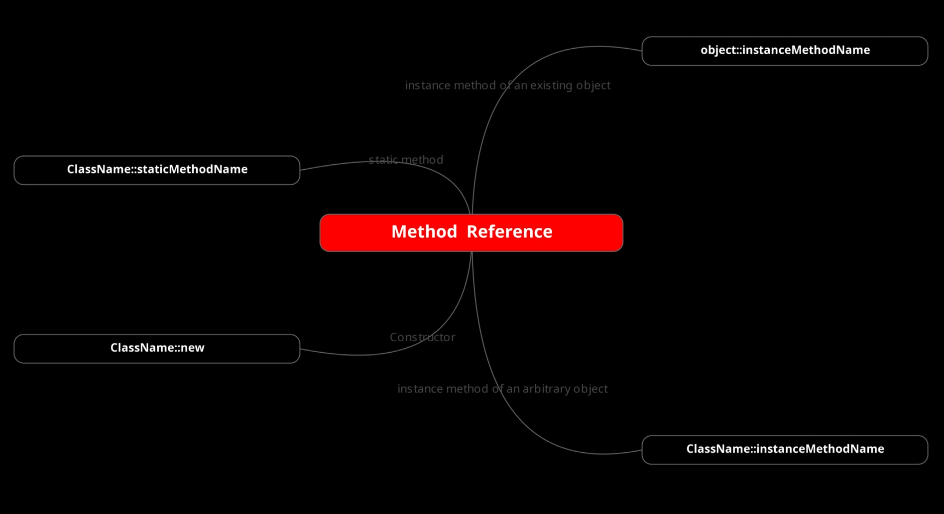 object::instanceMethodName
instance method of an existing object
static method
ClassName::staticMethodName
Method Reference
Constructor
ClassName::new
instance method of an arbitrary object
ClassName::instanceMethodName